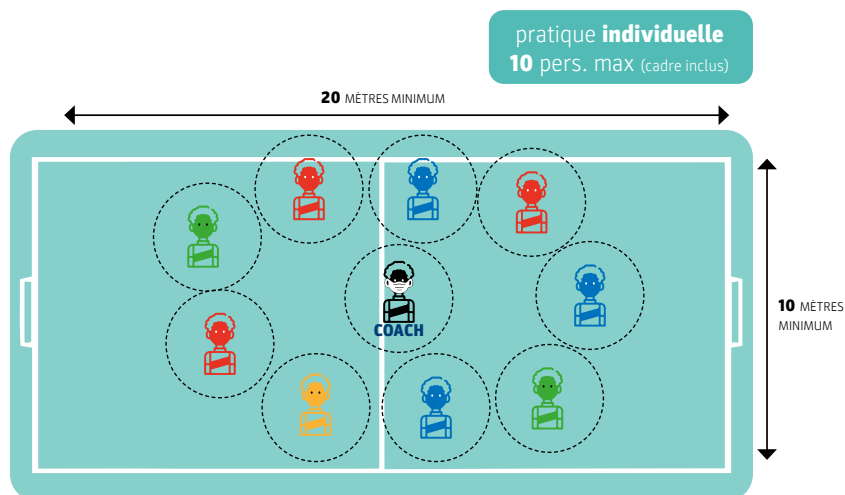 pratique individuelle
10 pers. max (cadre inclus)
20 MÈTRES MINIMUM
COACH
10 MÈTRES
MINIMUM